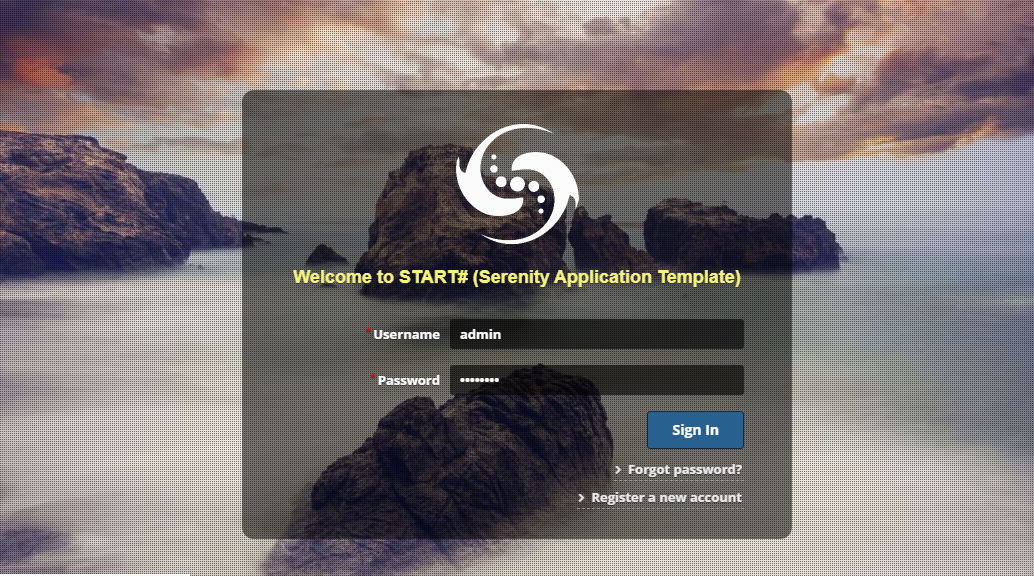 Welcome to START# (Serenity Application Template)
*Username admin
*Password ••••••••
Sign In
> Forgot password?
> Register a new account